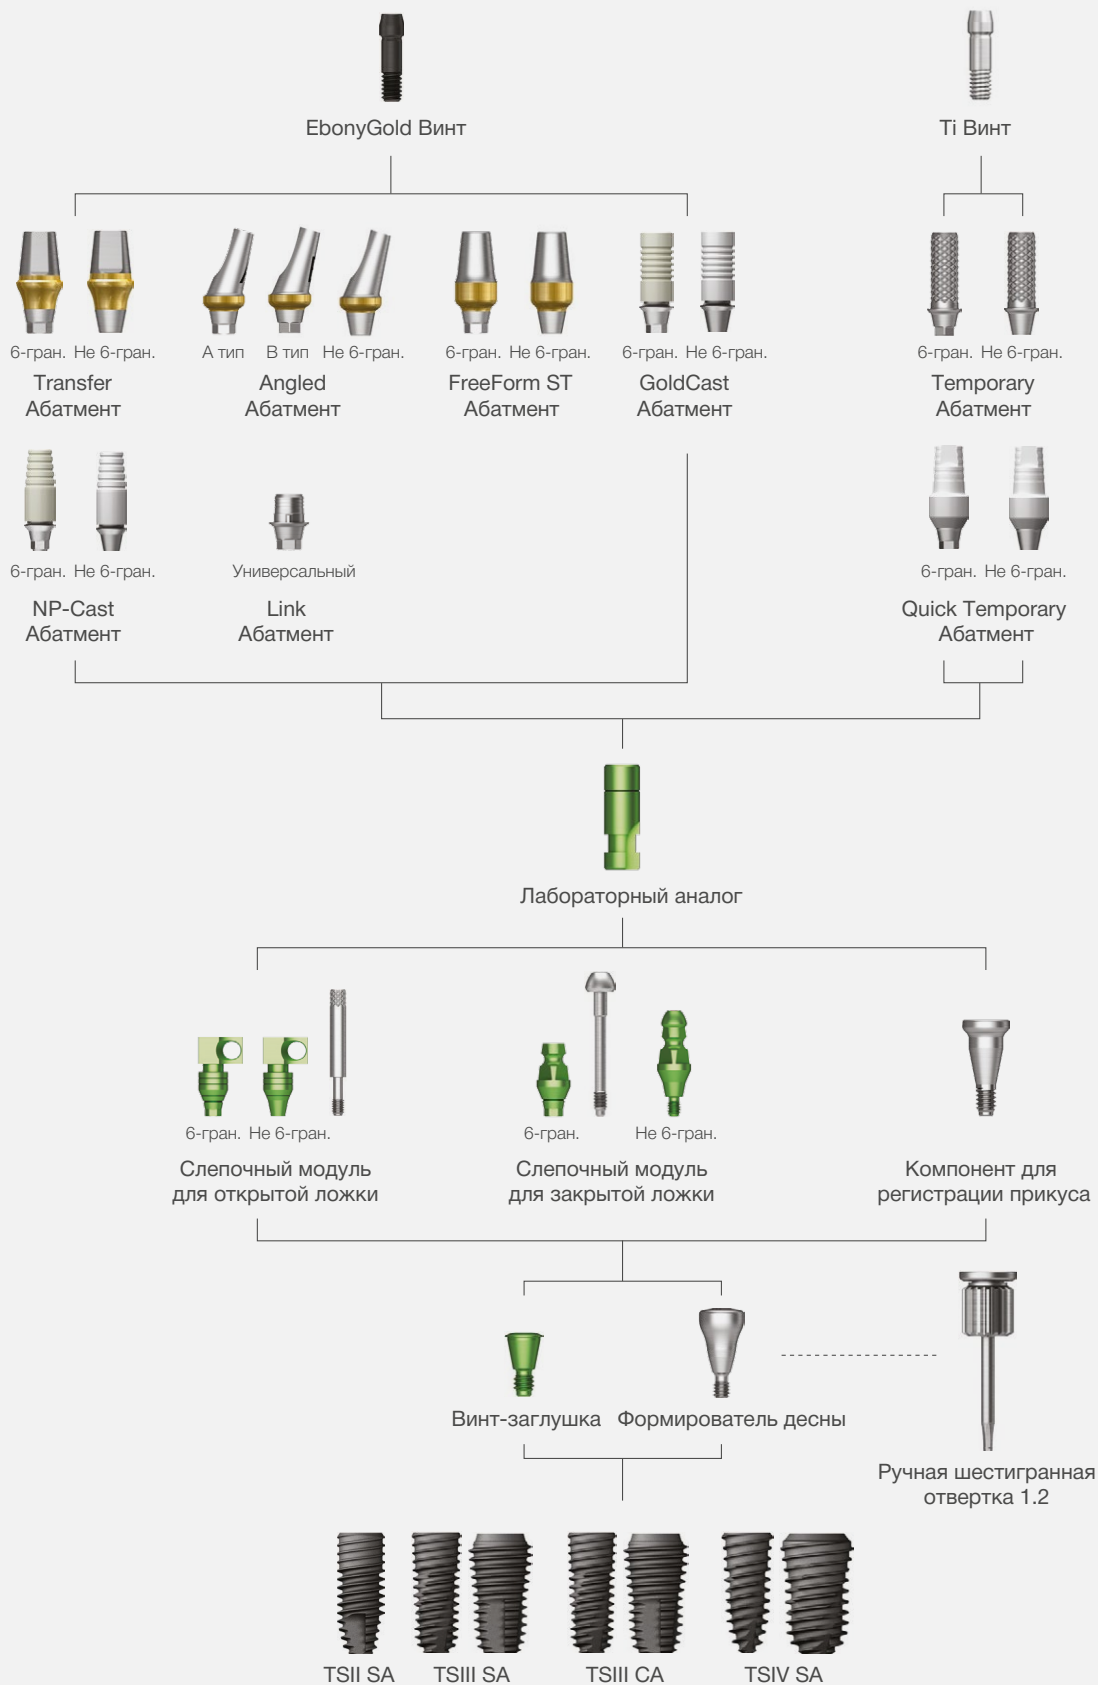 EbonyGold Винт
Ti Винт
6-гран. Не 6-гран.
А тип В тип Не 6-гран.
6-гран. Не 6-гран.
6-гран. Не 6-гран.
6-гран. Не 6-гран.
Transfer
Абатмент
Angled
Абатмент
FreeForm ST
Абатмент
GoldCast
Абатмент
Temporary
Абатмент
6-гран. Не 6-гран.
Универсальный
6-гран. Не 6-гран.
NP-Cast
Абатмент
Link
Абатмент
Quick Temporary
Абатмент
Лабораторный аналог
6-гран. Не 6-гран.
6-гран.
Не 6-гран.
Слепочный модуль
для открытой ложки
Слепочный модуль
для закрытой ложки
Компонент для
регистрации прикуса
Винт-заглушка
Формирователь десны
Ручная шестигранная
отвертка 1.2
TSII SA
TSIII SA
TSIII CA
TSIV SA